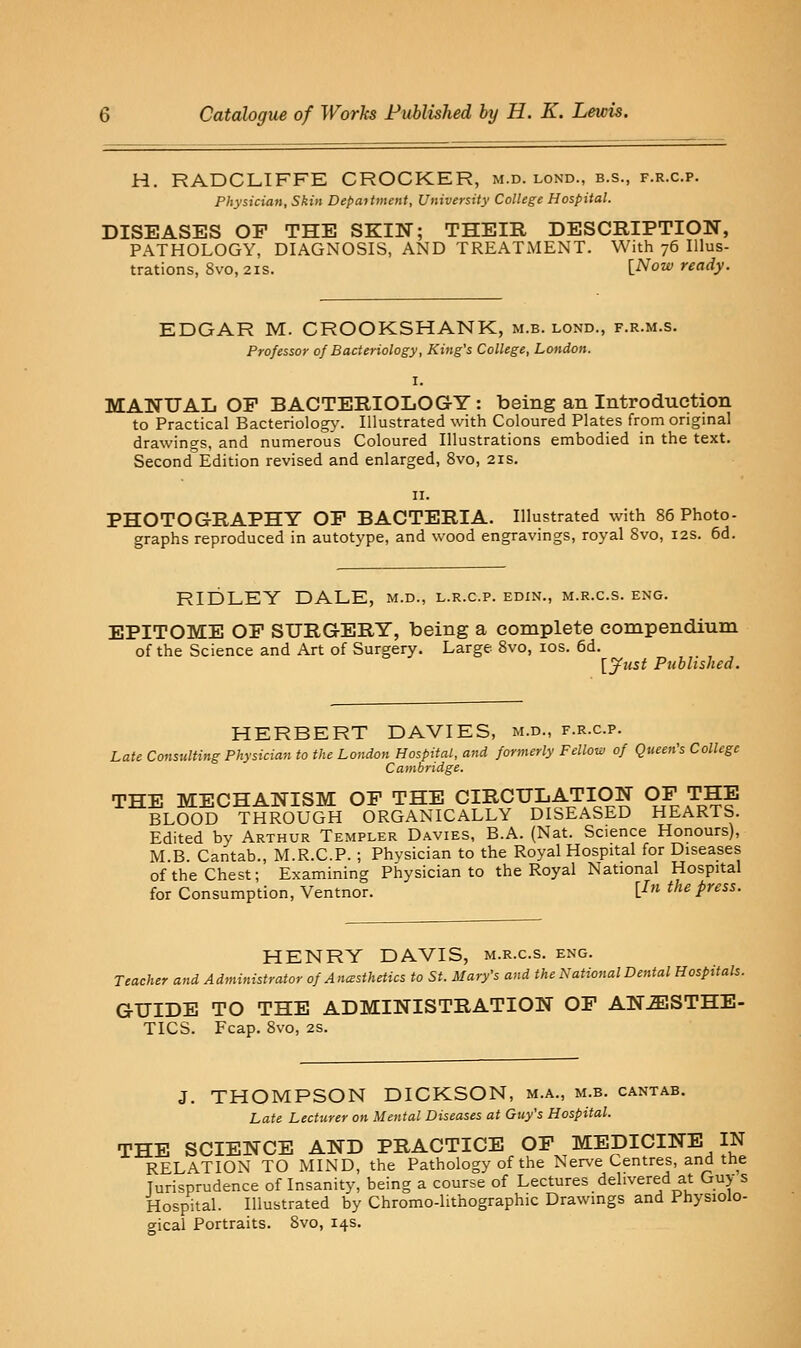 6 Catalogue of Works Published by H. K. Lewis.
H. RADCLIFFE CROCKER, M.D. LOND., B.S., F.R.C.P.
Physician, Skin Department, University College Hospital.
DISEASES OF THE SKIN; THEIR DESCRIPTION,
PATHOLOGY, DIAGNOSIS, AND TREATMENT. With 76 Illus-
trations, 8vo, 21s. [Now ready.
EDGAR M. CROOKSHANK, M.B. LOND., F.R.M.S.
Professor of Bacteriology, King's College, London.
I.
MANUAL OF BACTERIOLOGY: being an Introduction
to Practical Bacteriology. Illustrated with Coloured Plates from original
drawings, and numerous Coloured Illustrations embodied in the text.
Second Edition revised and enlarged, 8vo, 21s.
II.
PHOTOGRAPHY OF BACTERIA. Illustrated with 86 Photo-
graphs reproduced in autotype, and wood engravings, royal 8vo, 12s. 6d.
RIDLEY DALE, M.D., L.R.C.P. EDIN., M.R.C.S. ENG.
EPITOME OF SURGERY, being a complete compendium
of the Science and Art of Surgery. Large 8vo, 10s. 6d.
[Just Published.
HERBERT DAVIES, M.D., F.R.C.P.
Late Consulting Physician to the London Hospital, and formerly Fellow of Queen's College
Cambridge.
THE MECHANISM OF THE CIRCULATION OF THE
BLOOD THROUGH ORGANICALLY DISEASED HEARTS.
Edited by ARTHUR TEMPLER DAVIES, B.A. (Nat. Science Honours),
M.B. Cantab., M.R.C.P.; Physician to the Royal Hospital for Diseases
of the Chest; Examining Physician to the Royal National Hospital
for Consumption, Ventnor. [In the press.
HENRY DAVIS, M.R.C.S. ENG.
Teacher and Administrator of Anæsthetics to St. Mary's and the National Dental Hospitals.
GUIDE TO THE ADMINISTRATION OF ANÆSTHE-
TICS. Fcap. 8vo, 2s.
J. THOMPSON DICKSON, M.A., M.B. CANTAB.
Late Lecturer on Mental Diseases at Guy's Hospital.
THE SCIENCE AND PRACTICE OF MEDICINE IN
RELATION TO MIND, the Pathology of the Nerve Centres, and the
Jurisprudence of Insanity, being a course of Lectures delivered at Guy's
Hospital. Illustrated by Chromo-lithographic Drawings and Physiolo-
gical Portraits. 8vo, 14s.